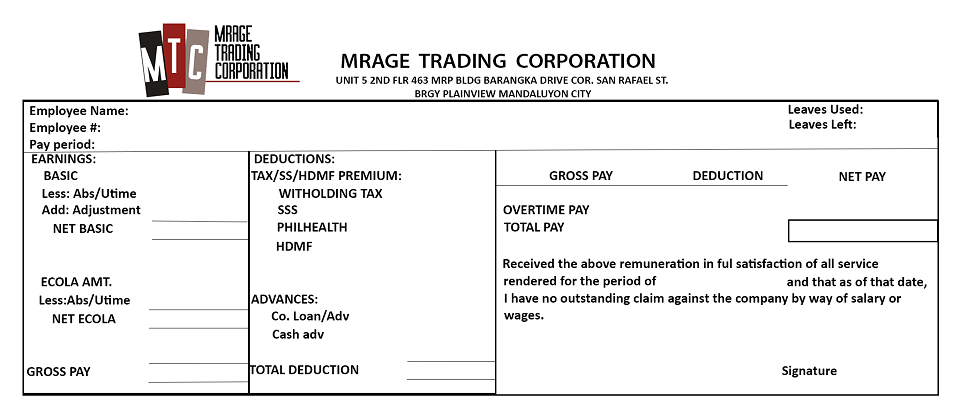 MTC
MRAGE
TRADING
CORPORATION
MRAGE TRADING CORPORATION
UNIT 5 2ND FLR 463 MRP BLDG BARANGKA DRIVE COR. SAN RAFAEL ST.
BRGY PLAINVIEW MANDALUYON CITY
Employee Name:
Employee #:
Pay period:
Leaves Used:
Leaves Left:
EARNINGS:
BASIC
Less: Abs/Utime
Add: Adjustment
NET BASIC
ECOLA AMT.
Less:Abs/Utime
NET ECOLA
GROSS PAY
DEDUCTIONS:
TAX/SS/HDMF PREMIUM:
WITHOLDING TAX
SSS
PHILHEALTH
HDMF
ADVANCES:
Co. Loan/Adv
Cash adv
TOTAL DEDUCTION
GROSS PAY DEDUCTION NET PAY
OVERTIME PAY
TOTAL PAY
Received the above remuneration in ful satisfaction of all service
rendered for the period of and that as of that date,
I have no outstanding claim against the company by way of salary or
wages.
Signature